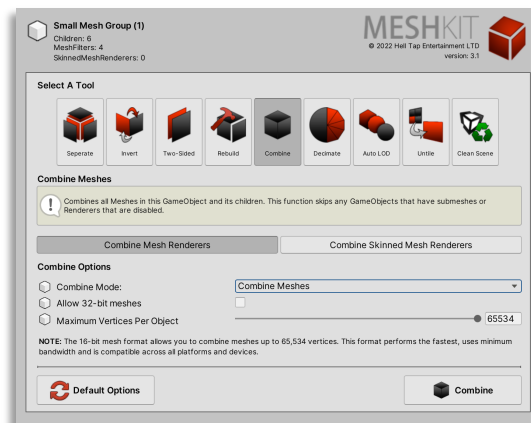 Small Mesh Group (1)
Children: 6
MeshFilters: 4
SkinnedMeshRenderers: 0
MESHKIT
© 2022 Hell Tap Entertainment LTD
version: 3.1
Select A Tool
Seperate
Invert
Two-Sided
Rebuild
Combine
Decimate
Auto LOD
Untile
Clean Scene
Combine Meshes
Combines all Meshes in this GameObject and its children. This function skips any GameObjects that have submeshes or
Renderers that are disabled.
Combine Mesh Renderers
Combine Skinned Mesh Renderers
Combine Options
Combine Mode:
Combine Meshes
Allow 32-bit meshes
Maximum Vertices Per Object
65534
NOTE: The 16-bit mesh format allows you to combine meshes up to 65,534 vertices. This format performs the fastest, uses minimum
bandwidth and is compatible across all platforms and devices.
Default Options
Combine